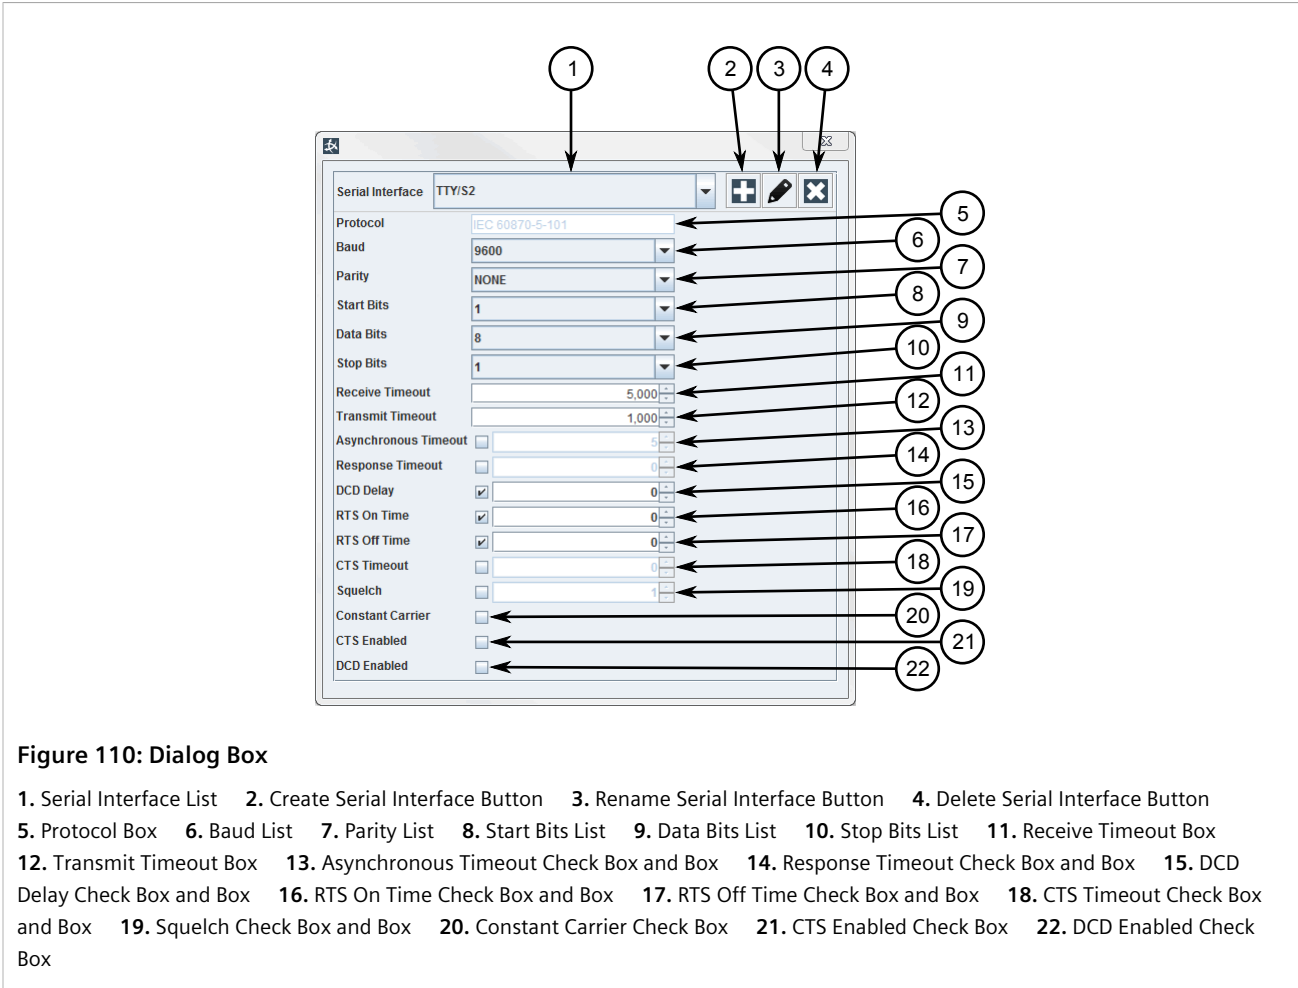 1 2 3 4
Serial Interface TTY/S2
Protocol IEC 60870-5-101 5
Baud 9600 6
Parity NONE 7
Start Bits 1 8
Data Bits 8 9
Stop Bits 1 10
Receive Timeout 5,000 11
Transmit Timeout 1,000 12
Asynchronous Timeout 5 13
Response Timeout 0 14
DCD Delay 0 15
RTS On Time 0 16
RTS Off Time 0 17
CTS Timeout 0 18
Squelch 1 19
Constant Carrier 20
CTS Enabled 21
DCD Enabled 22
Figure 110: Dialog Box
1. Serial Interface List 2. Create Serial Interface Button 3. Rename Serial Interface Button 4. Delete Serial Interface Button
5. Protocol Box 6. Baud List 7. Parity List 8. Start Bits List 9. Data Bits List 10. Stop Bits List 11. Receive Timeout Box
12. Transmit Timeout Box 13. Asynchronous Timeout Check Box and Box 14. Response Timeout Check Box and Box 15. DCD
Delay Check Box and Box 16. RTS On Time Check Box and Box 17. RTS Off Time Check Box and Box 18. CTS Timeout Check Box
and Box 19. Squelch Check Box and Box 20. Constant Carrier Check Box 21. CTS Enabled Check Box 22. DCD Enabled Check
Box